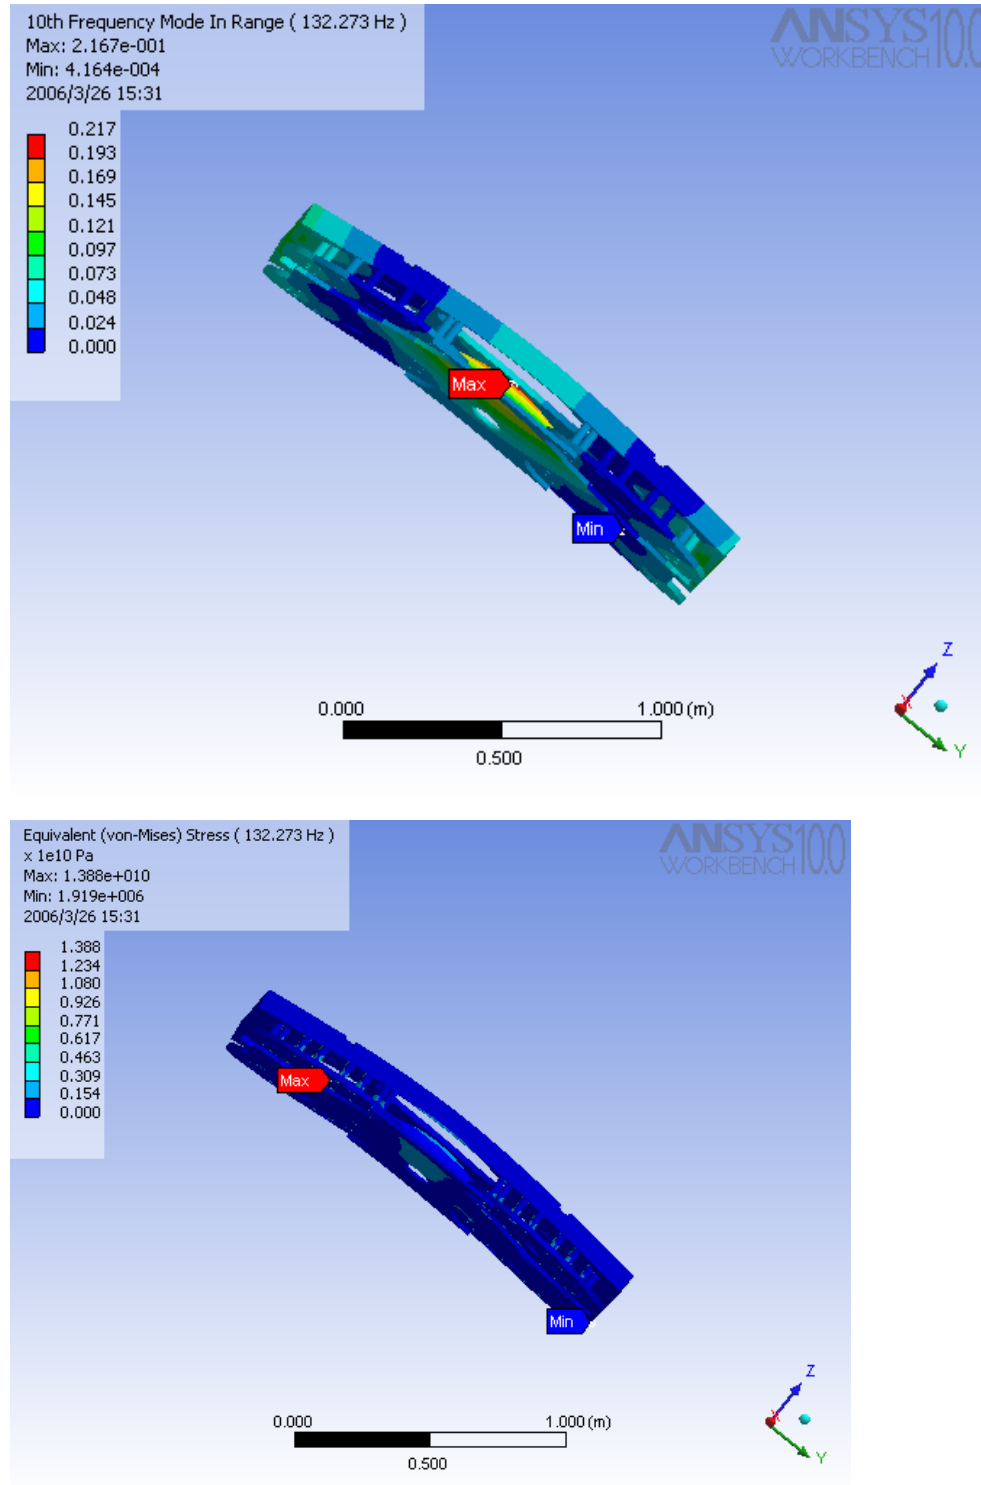 10th Frequency Mode In Range ( 132.273 Hz )
Max: 2.167e-001
Min: 4.164e-004
2006/3/26 15:31
ANSYS 10.0
WORKBENCH
0.217
0.193
0.169
0.145
0.121
0.097
0.073
0.048
0.024
0.000
Max
Min
Z
X
Y
0.000
1.000 (m)
0.500
Equivalent (von-Mises) Stress ( 132.273 Hz )
x 1e10 Pa
Max: 1.388e+010
Min: 1.919e+006
2006/3/26 15:31
ANSYS 10.0
WORKBENCH
1.388
1.234
1.080
0.926
0.771
0.617
0.463
0.309
0.154
0.000
Max
Min
Z
X
Y
0.000
1.000 (m)
0.500